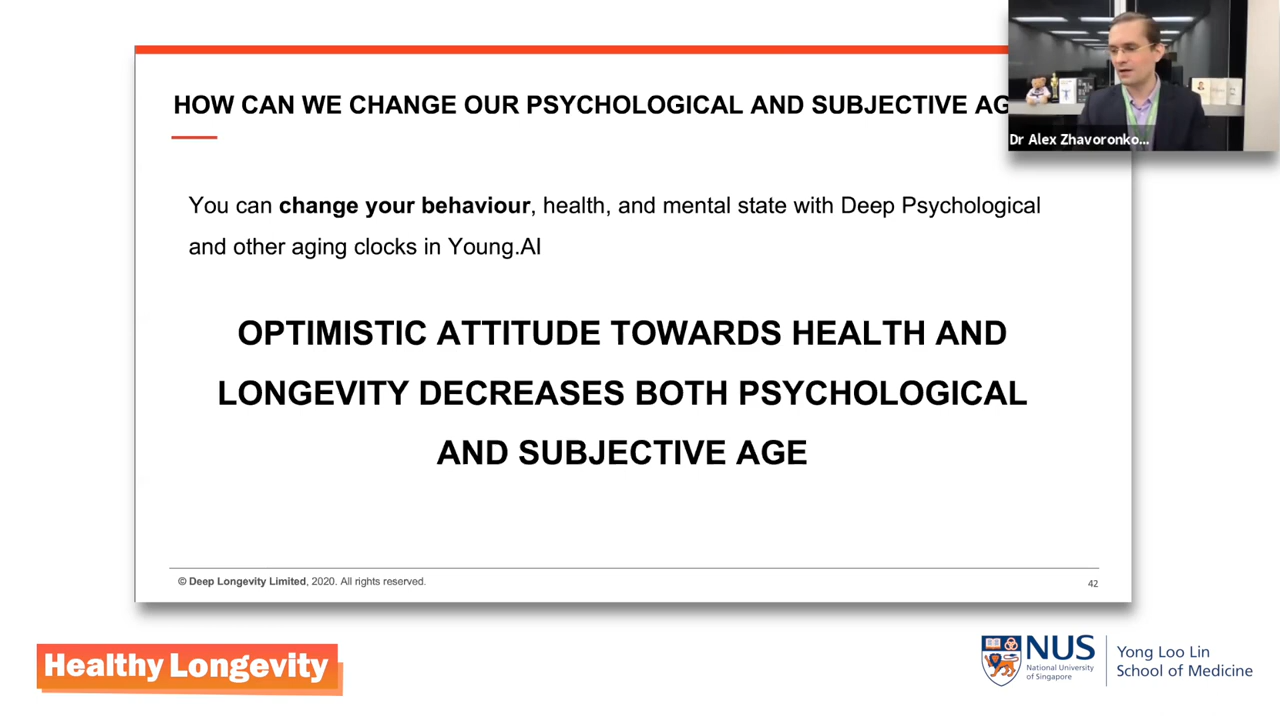 HOW CAN WE CHANGE OUR PSYCHOLOGICAL AND SUBJECTIVE AG
Dr Alex Zhavoronko...
You can change your behaviour, health, and mental state with Deep Psychological
and other aging clocks in Young.AI
OPTIMISTIC ATTITUDE TOWARDS HEALTH AND
LONGEVITY DECREASES BOTH PSYCHOLOGICAL
AND SUBJECTIVE AGE
© Deep Longevity Limited, 2020. All rights reserved.
42
Healthy Longevity
NUS
National University
of Singapore
Yong Loo Lin
School of Medicine